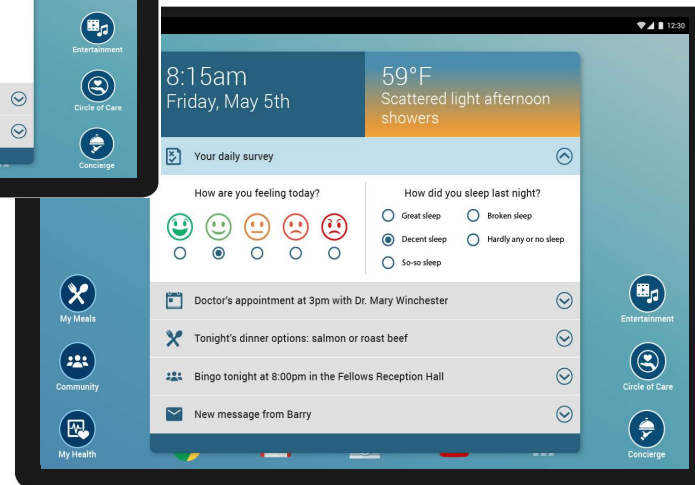 Entertainment
Circle of Care
Concierge
12:30
8:15am
Friday, May 5th
59°F
Scattered light afternoon
showers
Your daily survey
How are you feeling today?
How did you sleep last night?
Great sleep
Broken sleep
Decent sleep
Hardly any or no sleep
So-so sleep
Doctor's appointment at 3pm with Dr. Mary Winchester
Tonight's dinner options: salmon or roast beef
Bingo tonight at 8:00pm in the Fellows Reception Hall
New message from Barry
My Meals
Community
My Health
Entertainment
Circle of Care
Concierge